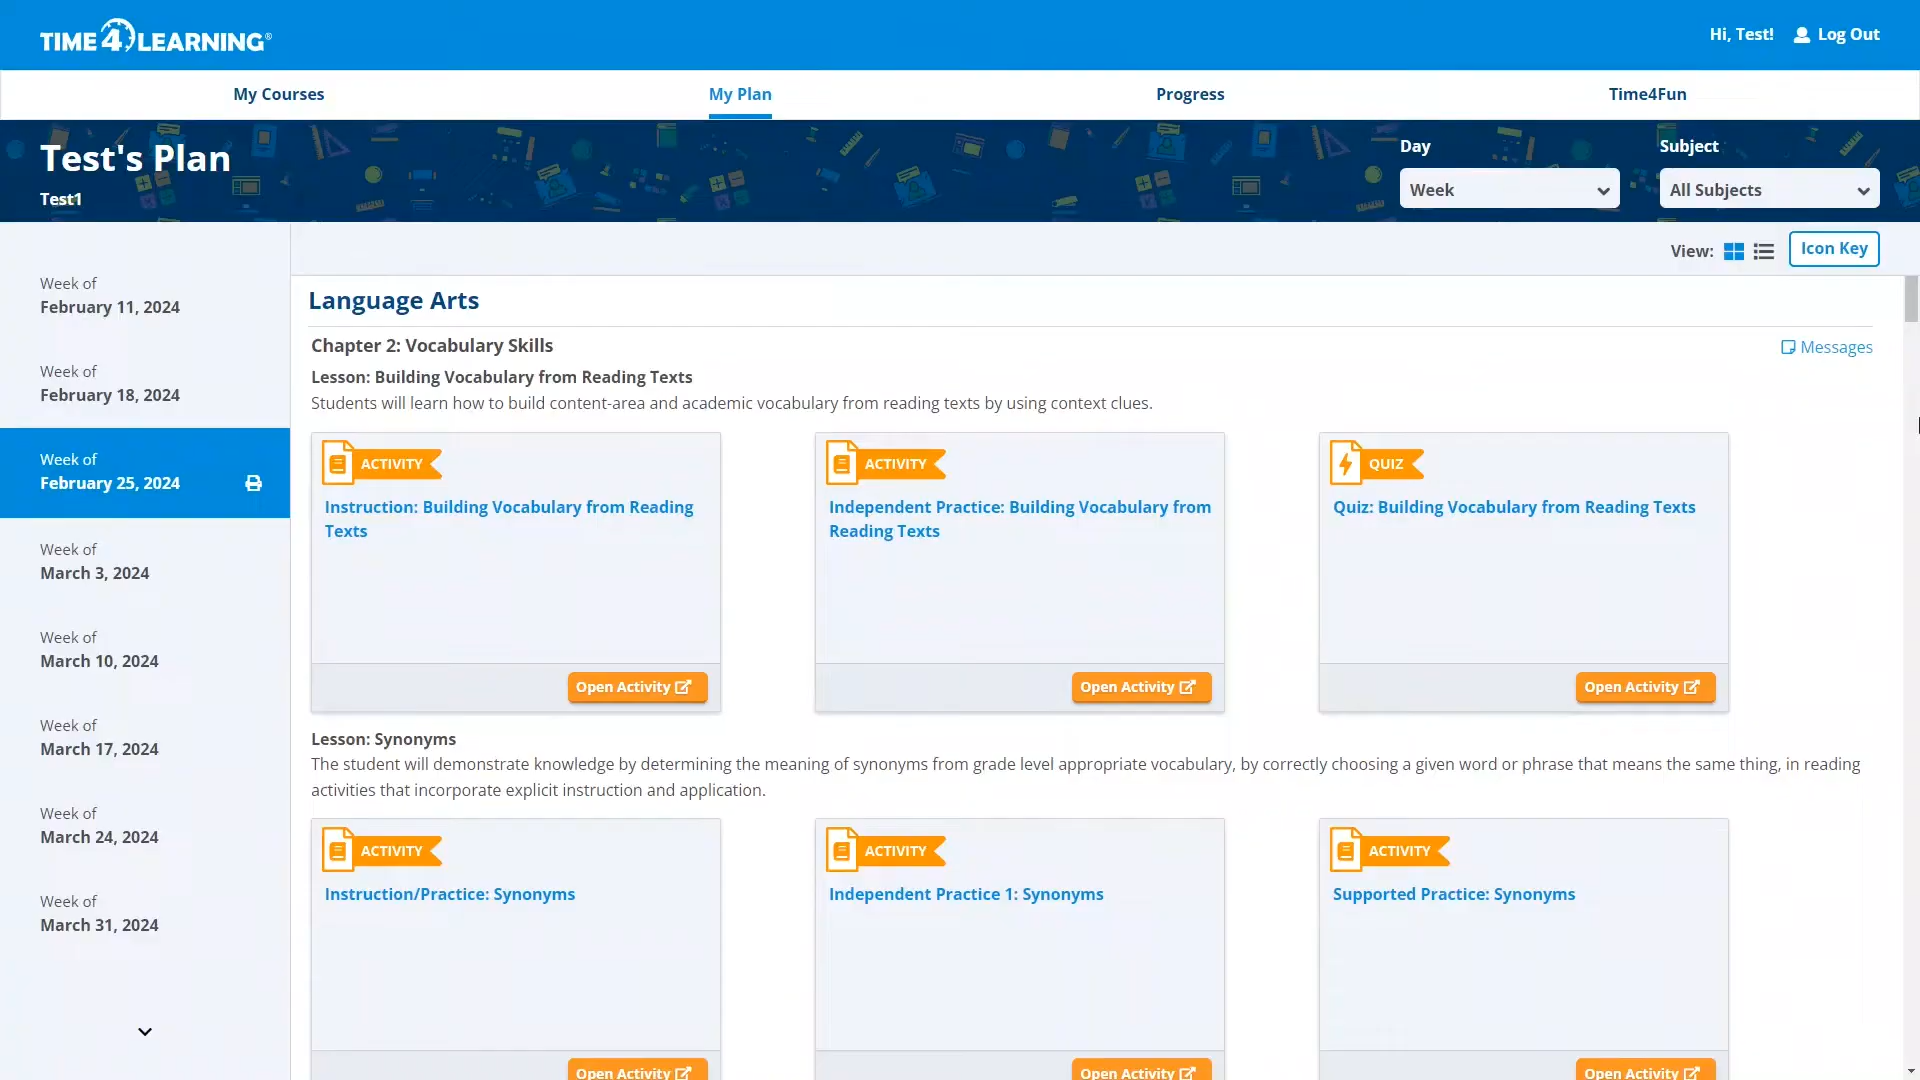 TIME4LEARNING®
Hi, Test!
Log Out
My Courses
My Plan
Progress
Time4Fun
Test's Plan
Test1
Day
Week
Subject
All Subjects
View:
Icon Key
Week of
February 11, 2024
Week of
February 18, 2024
Week of
February 25, 2024
Week of
March 3, 2024
Week of
March 10, 2024
Week of
March 17, 2024
Week of
March 24, 2024
Week of
March 31, 2024
Language Arts
Chapter 2: Vocabulary Skills
Messages
Lesson: Building Vocabulary from Reading Texts
Students will learn how to build content-area and academic vocabulary from reading texts by using context clues.
ACTIVITY
Instruction: Building Vocabulary from Reading
Texts
Open Activity
ACTIVITY
Independent Practice: Building Vocabulary from
Reading Texts
Open Activity
QUIZ
Quiz: Building Vocabulary from Reading Texts
Open Activity
Lesson: Synonyms
The student will demonstrate knowledge by determining the meaning of synonyms from grade level appropriate vocabulary, by correctly choosing a given word or phrase that means the same thing, in reading
activities that incorporate explicit instruction and application.
ACTIVITY
Instruction/Practice: Synonyms
Open Activity
ACTIVITY
Independent Practice 1: Synonyms
Open Activity
ACTIVITY
Supported Practice: Synonyms
Open Activity